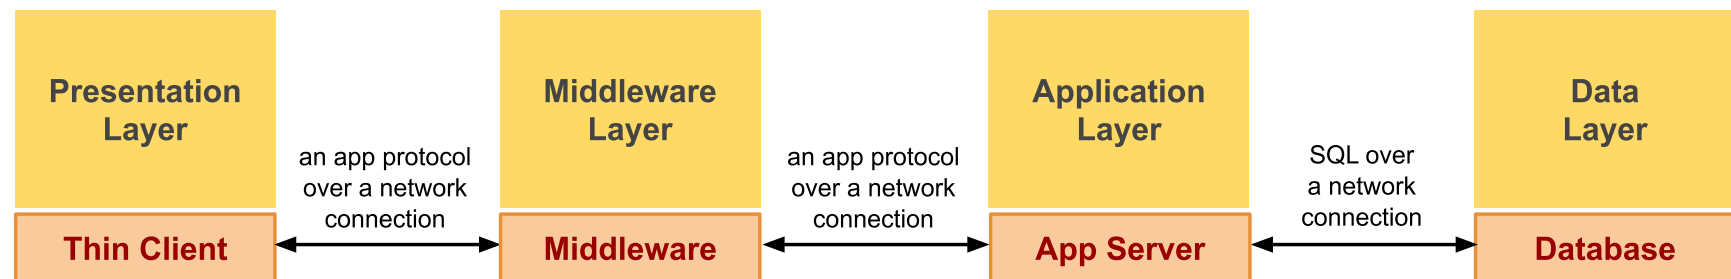 Presentation
Layer
Middleware
Layer
Application
Layer
Data
Layer
an app protocol
over a network
connection
an app protocol
over a network
connection
SQL over
a network
connection
Thin Client
Middleware
App Server
Database